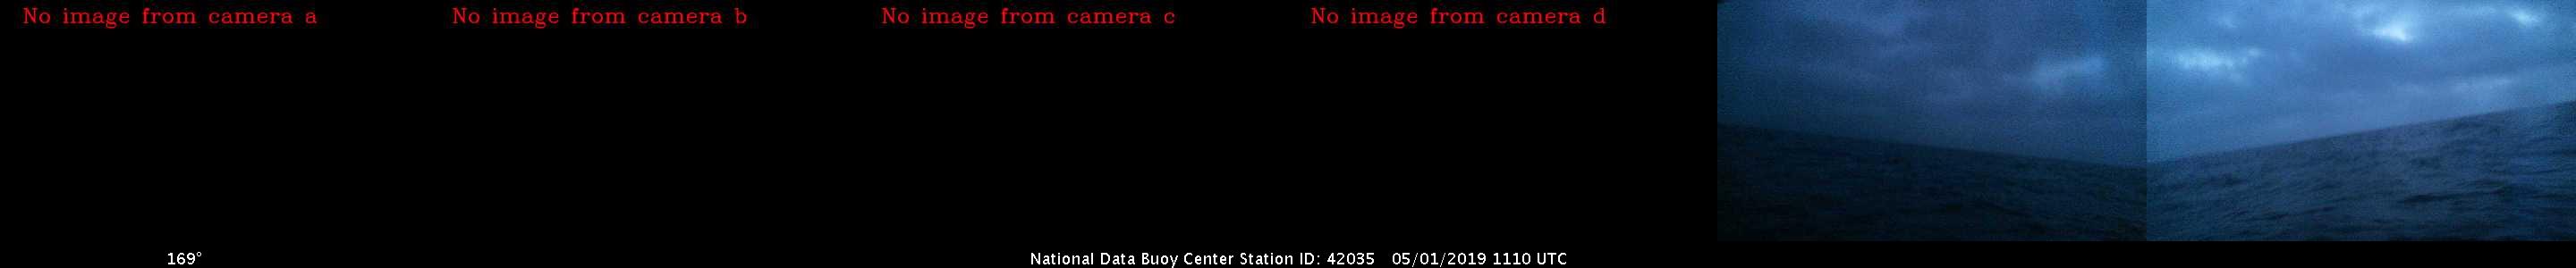 No image from camera a
No image from camera b
No image from camera c
No image from camera d
169°
National Data Buoy Center Station ID: 42035 05/01/2019 1110 UTC